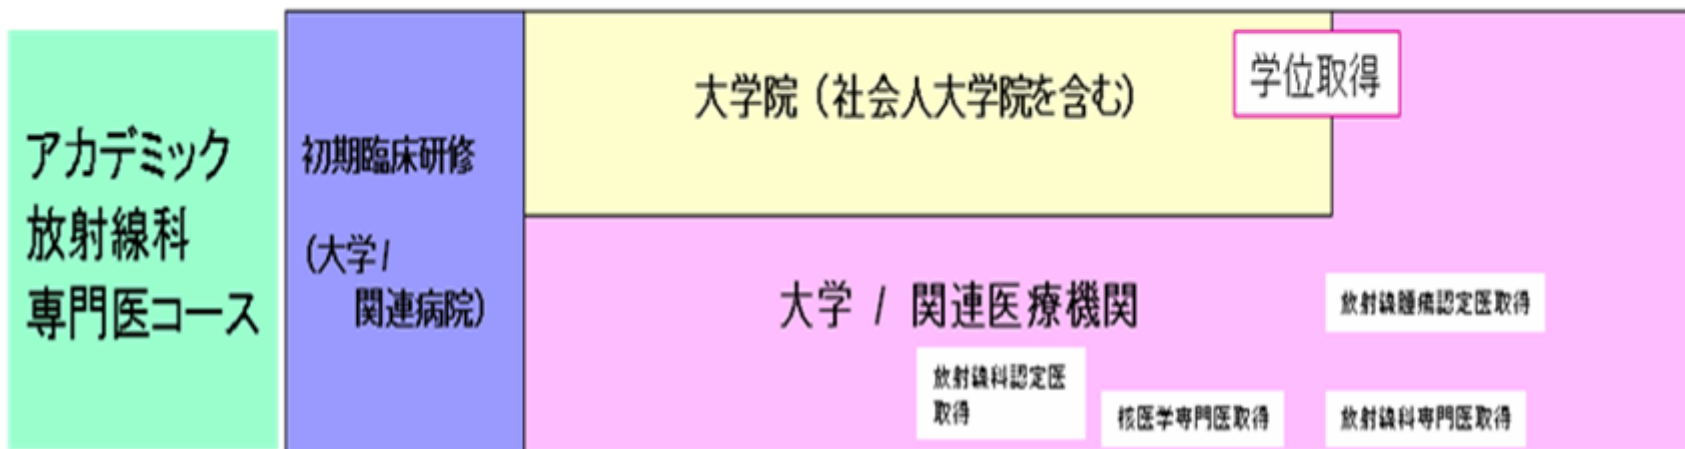 アカデミック
放射線科
専門医コース
初期臨床研修
（大学/
関連病院）
大学院（社会人大学院を含む）
学位取得
大学 / 関連医療機関
放射線腫瘍認定医取得
放射線科認定医
取得
核医学専門医取得
放射線科専門医取得